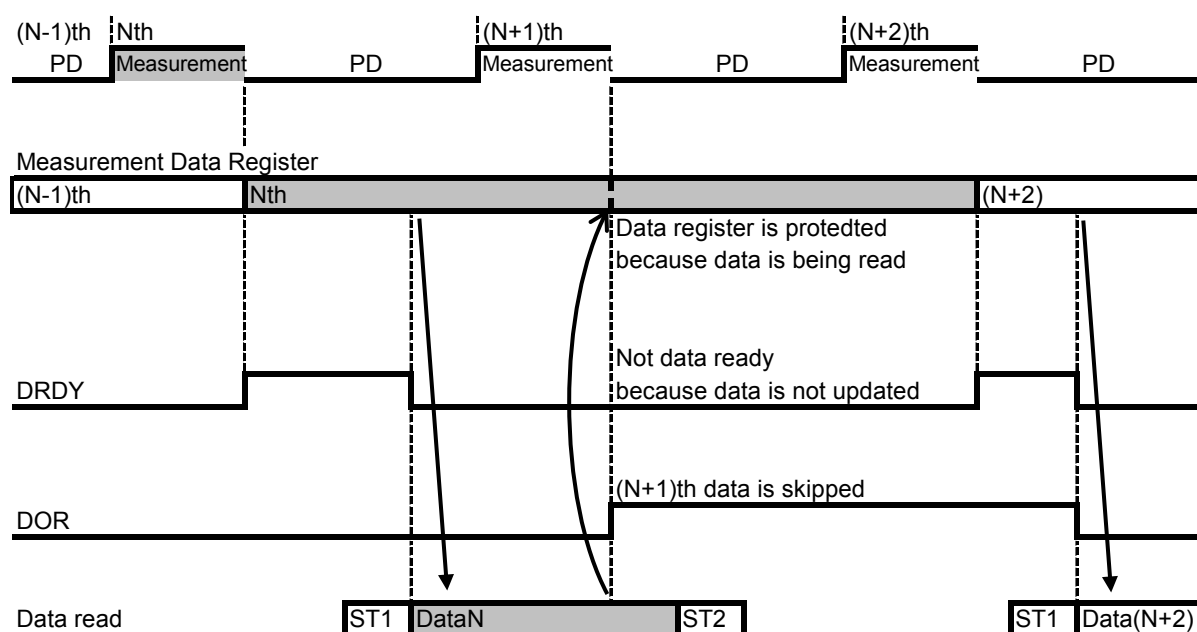 (N-1)th Nth (N+1)th (N+2)th
PD Measurement PD Measurement PD Measurement PD
Measurement Data Register
(N-1)th Nth (N+2)
Data register is protedted
because data is being read
Not data ready
DRDY because data is not updated
(N+1)th data is skipped
DOR
Data read ST1 DataN ST2 ST1 Data(N+2)